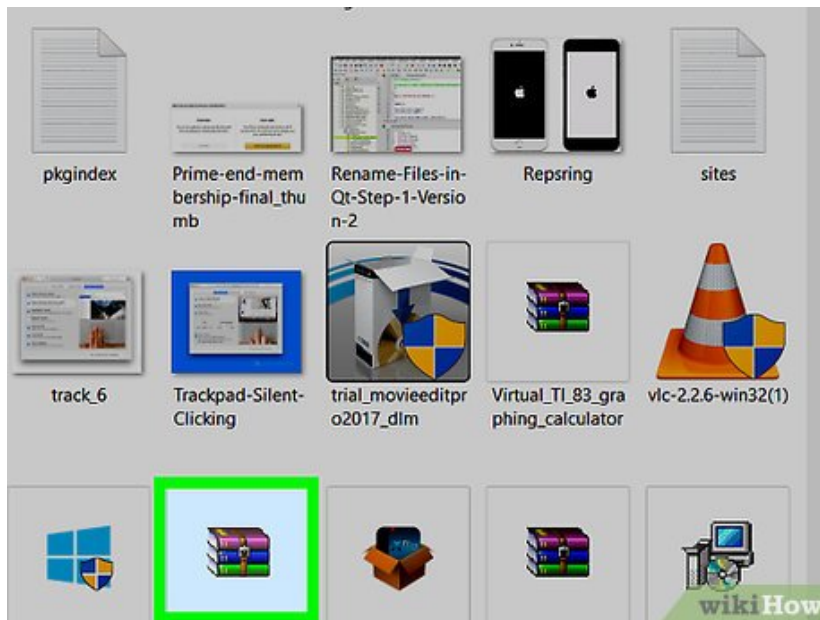 pkgindex
Prime-end-mem
bership-final_thu
mb
Rename-Files-in-
Qt-Step-1-Versio
n-2
Repsring
sites
track_6
Trackpad-Silent-
Clicking
trial_movieeditpr
o2017_dlm
Virtual_TI_83_gra
phing_calculator
vlc-2.2.6-win32(1)
wikiHow